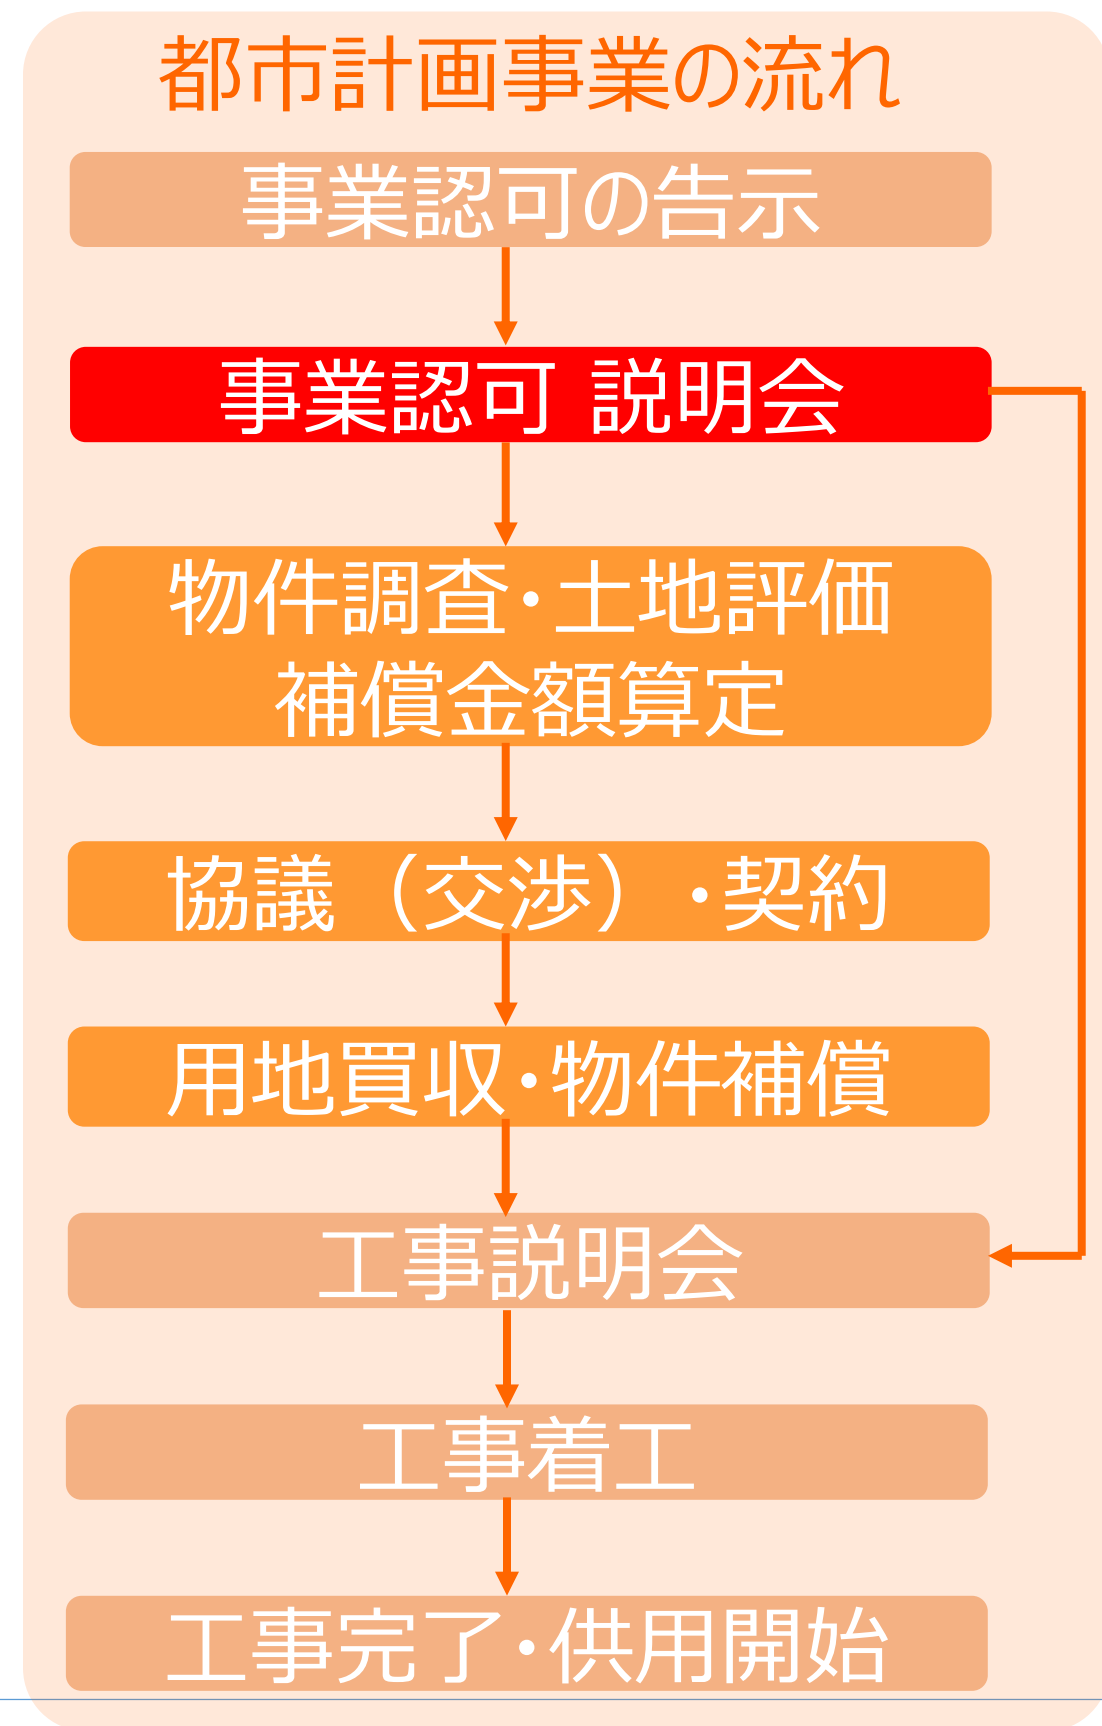 都市計画事業の流れ
事業認可の告示
事業認可 説明会
物件調査・土地評価
補償金額算定
協議（交渉）・契約
用地買収・物件補償
工事説明会
工事着工
工事完了・供用開始